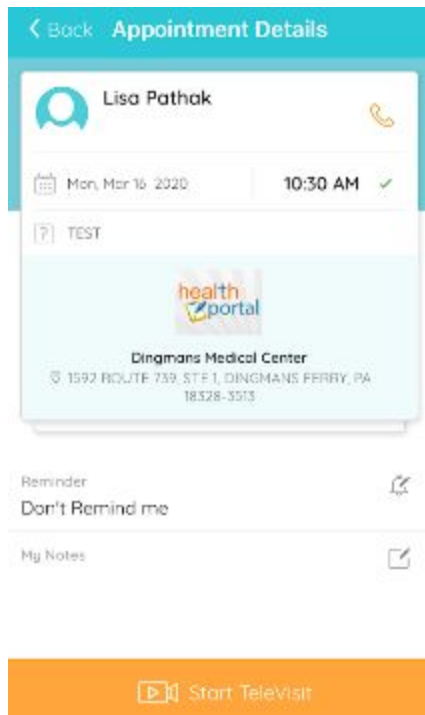 Back Appointment Details
Lisa Pathak
Mon, Mar 16 2020 10:30 AM
? TEST
health
portal
Dingmans Medical Center
1592 ROUTE 739, STE 1, DINGMANS FERRY, PA
18328-3513
Reminder
Don't Remind me
My Notes
Start TeleVisit